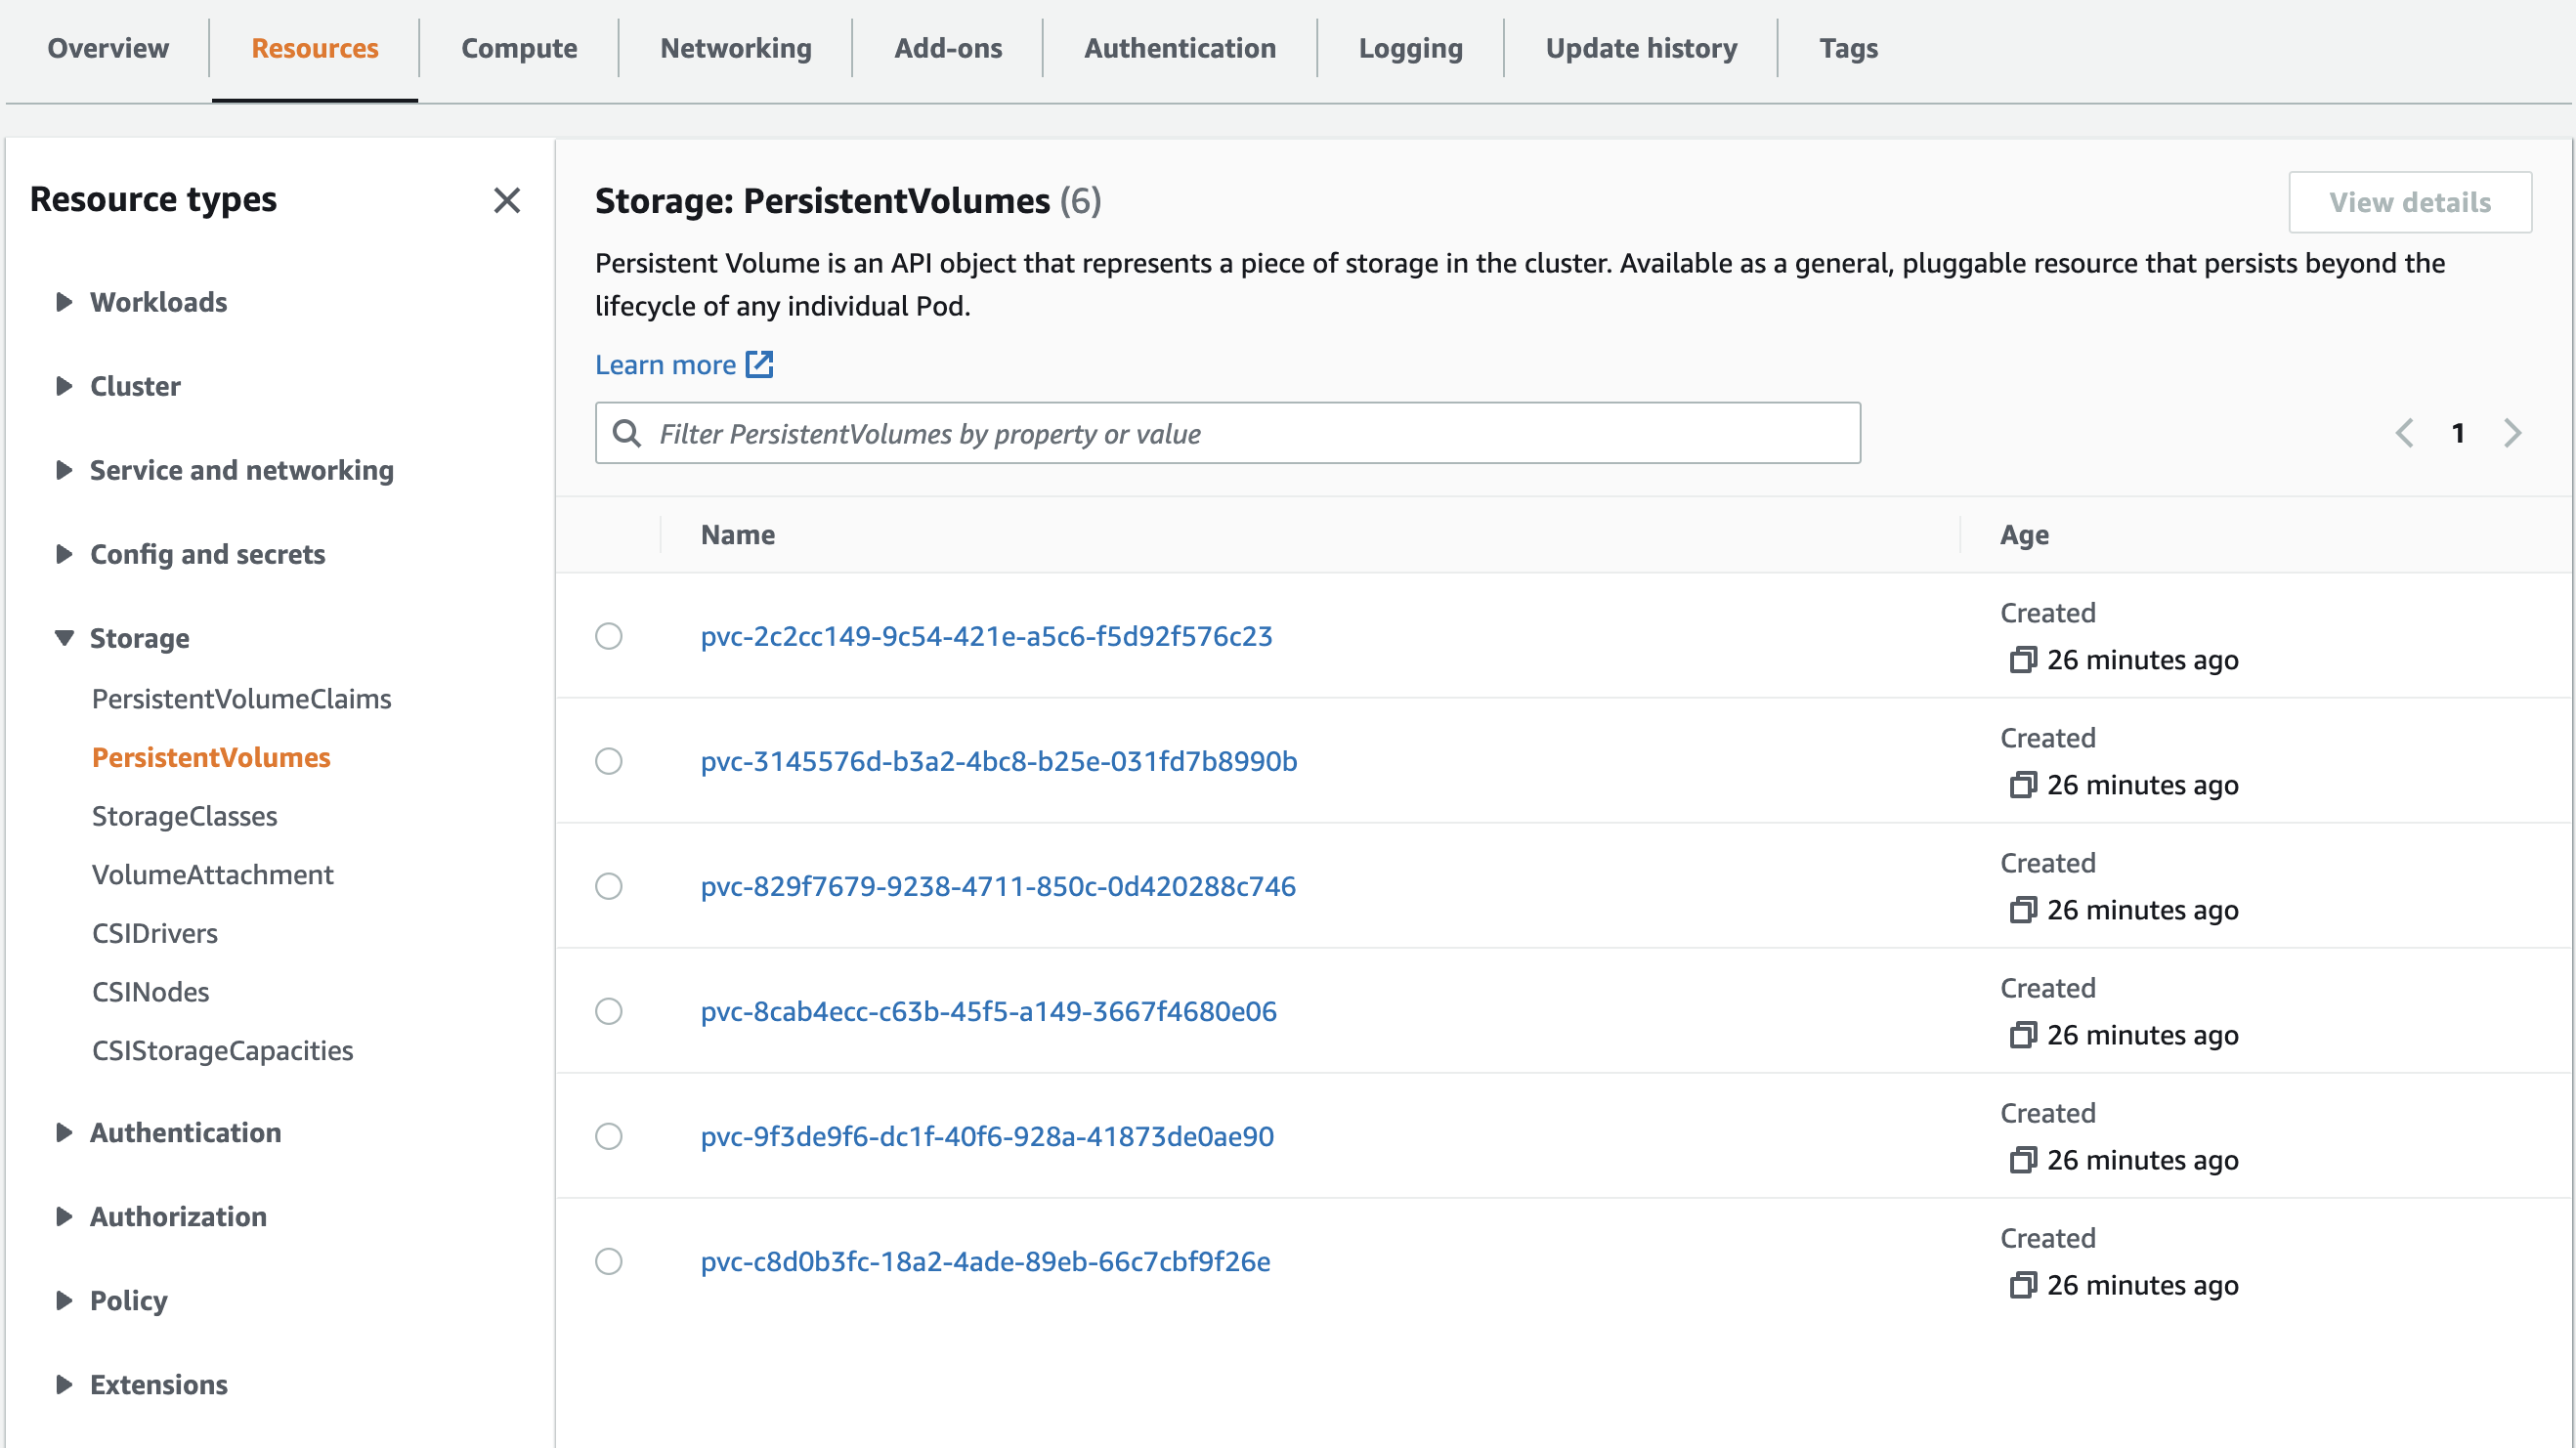 Overview Resources Compute Networking Add-ons Authentication Logging Update history Tags
Resource types
Workloads
Cluster
Service and networking
Config and secrets
Storage
PersistentVolumeClaims
PersistentVolumes
StorageClasses
VolumeAttachment
CSIDrivers
CSINodes
CSIStorageCapacities
Authentication
Authorization
Policy
Extensions
Storage: PersistentVolumes (6)
View details
Persistent Volume is an API object that represents a piece of storage in the cluster. Available as a general, pluggable resource that persists beyond the
lifecycle of any individual Pod.
Learn more
Filter PersistentVolumes by property or value
1
Name Age
pvc-2c2cc149-9c54-421e-a5c6-f5d92f576c23
Created
26 minutes ago
pvc-3145576d-b3a2-4bc8-b25e-031fd7b8990b
Created
26 minutes ago
pvc-829f7679-9238-4711-850c-0d420288c746
Created
26 minutes ago
pvc-8cab4ecc-c63b-45f5-a149-3667f4680e06
Created
26 minutes ago
pvc-9f3de9f6-dc1f-40f6-928a-41873de0ae90
Created
26 minutes ago
pvc-c8d0b3fc-18a2-4ade-89eb-66c7cbf9f26e
Created
26 minutes ago